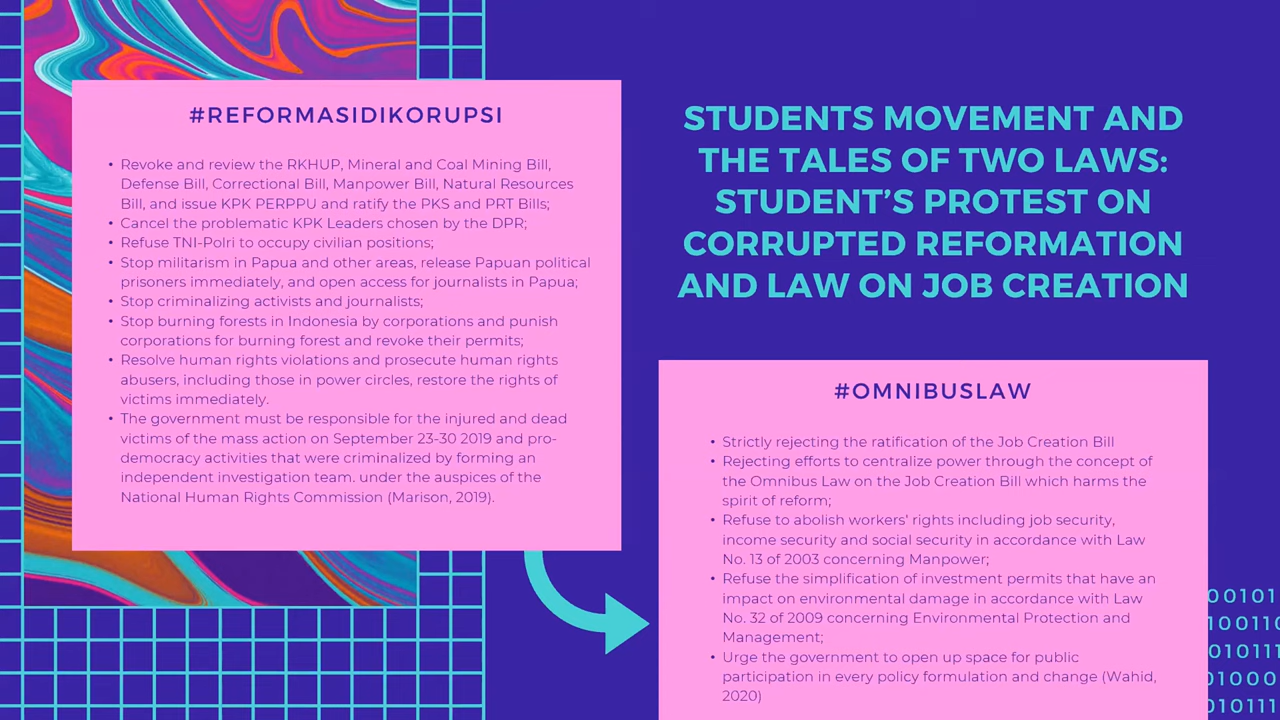 #REFORMASIDIKORUPSI
• Revoke and review the RKHUP, Mineral and Coal Mining Bill,
Defense Bill, Correctional Bill, Manpower Bill, Natural Resources
Bill, and issue KPK PERPPU and ratify the PKS and PRT Bills;
• Cancel the problematic KPK Leaders chosen by the DPR;
• Refuse TNI-Polri to occupy civilian positions;
• Stop militarism in Papua and other areas, release Papuan political
prisoners immediately, and open access for journalists in Papua;
• Stop criminalizing activists and journalists;
• Stop burning forests in Indonesia by corporations and punish
corporations for burning forest and revoke their permits;
• Resolve human rights violations and prosecute human rights
abusers, including those in power circles, restore the rights of
victims immediately.
• The government must be responsible for the injured and dead
victims of the mass action on September 23-30 2019 and pro-
democracy activities that were criminalized by forming an
independent investigation team. under the auspices of the
National Human Rights Commission (Marison, 2019).
STUDENTS MOVEMENT AND
THE TALES OF TWO LAWS:
STUDENT’S PROTEST ON
CORRUPTED REFORMATION
AND LAW ON JOB CREATION
#OMNIBUSLAW
• Strictly rejecting the ratification of the Job Creation Bill
• Rejecting efforts to centralize power through the concept of
the Omnibus Law on the Job Creation Bill which harms the
spirit of reform;
• Refuse to abolish workers’ rights including job security,
income security and social security in accordance with Law
No. 13 of 2003 concerning Manpower;
• Refuse the simplification of investment permits that have an
impact on environmental damage in accordance with Law
No. 32 of 2009 concerning Environmental Protection and
Management;
• Urge the government to open up space for public
participation in every policy formulation and change (Wahid,
2020)
00101
100110
010111
01000
010111